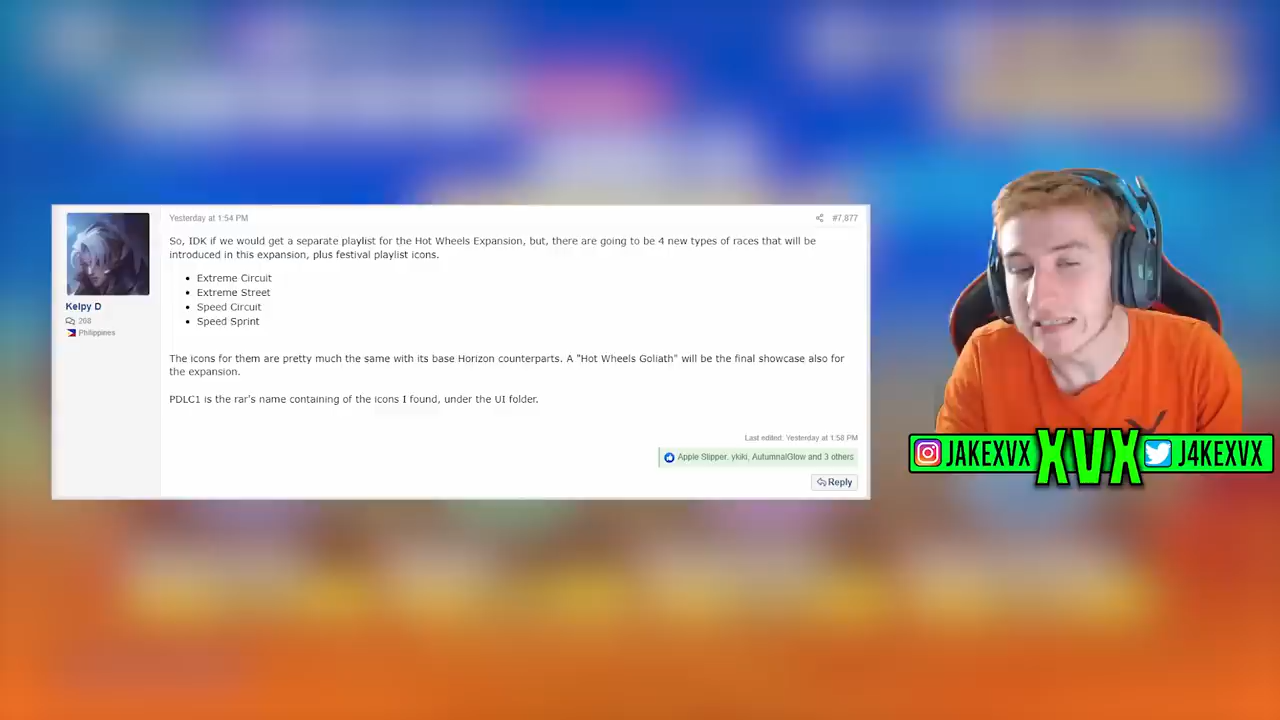 Yesterday at 1:54 PM
#7,877
So, IDK if we would get a separate playlist for the Hot Wheels Expansion, but, there are going to be 4 new types of races that will be
introduced in this expansion, plus festival playlist icons.
Extreme Circuit
Extreme Street
Speed Circuit
Speed Sprint
Kelpy D
298
Philippines
The icons for them are pretty much the same with its base Horizon counterparts. A "Hot Wheels Goliath" will be the final showcase also for
the expansion.
PDLC1 is the rar's name containing of the icons I found, under the UI folder.
Last edited: Yesterday at 1:58 PM
Apple Slipper, ykiki, AutumnalGlow and 3 others
Reply
JAKEXVX XVX J4KEXVX